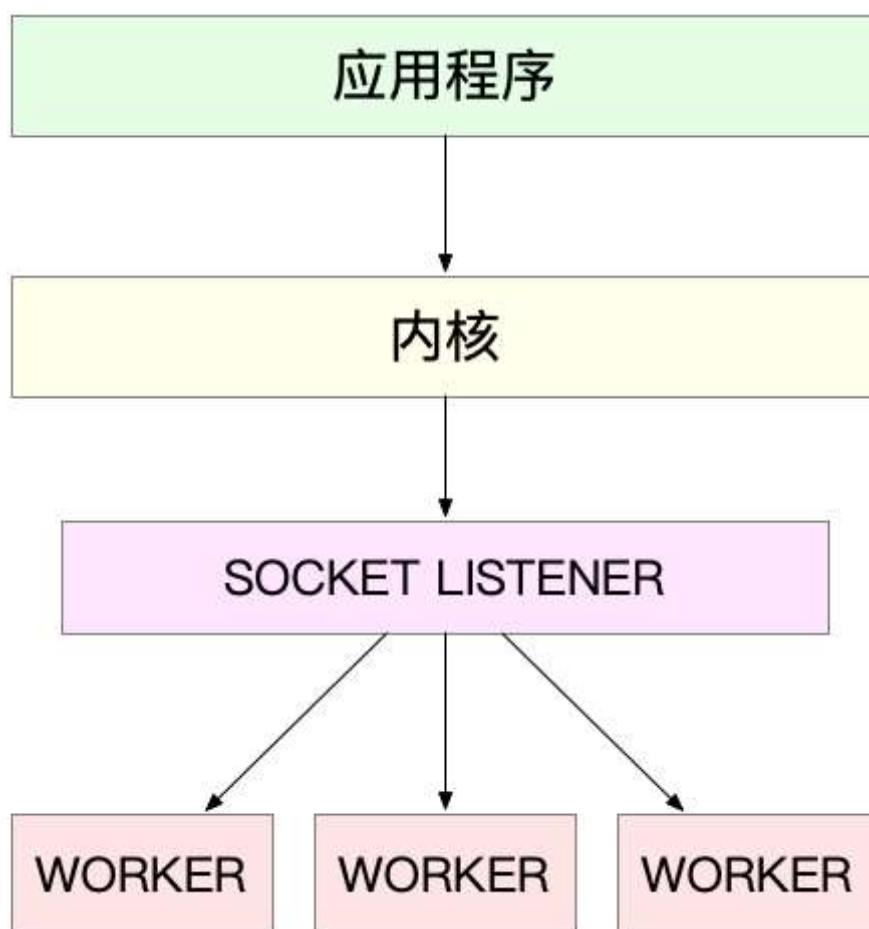 应用程序
内核
SOCKET LISTENER
WORKER
WORKER
WORKER